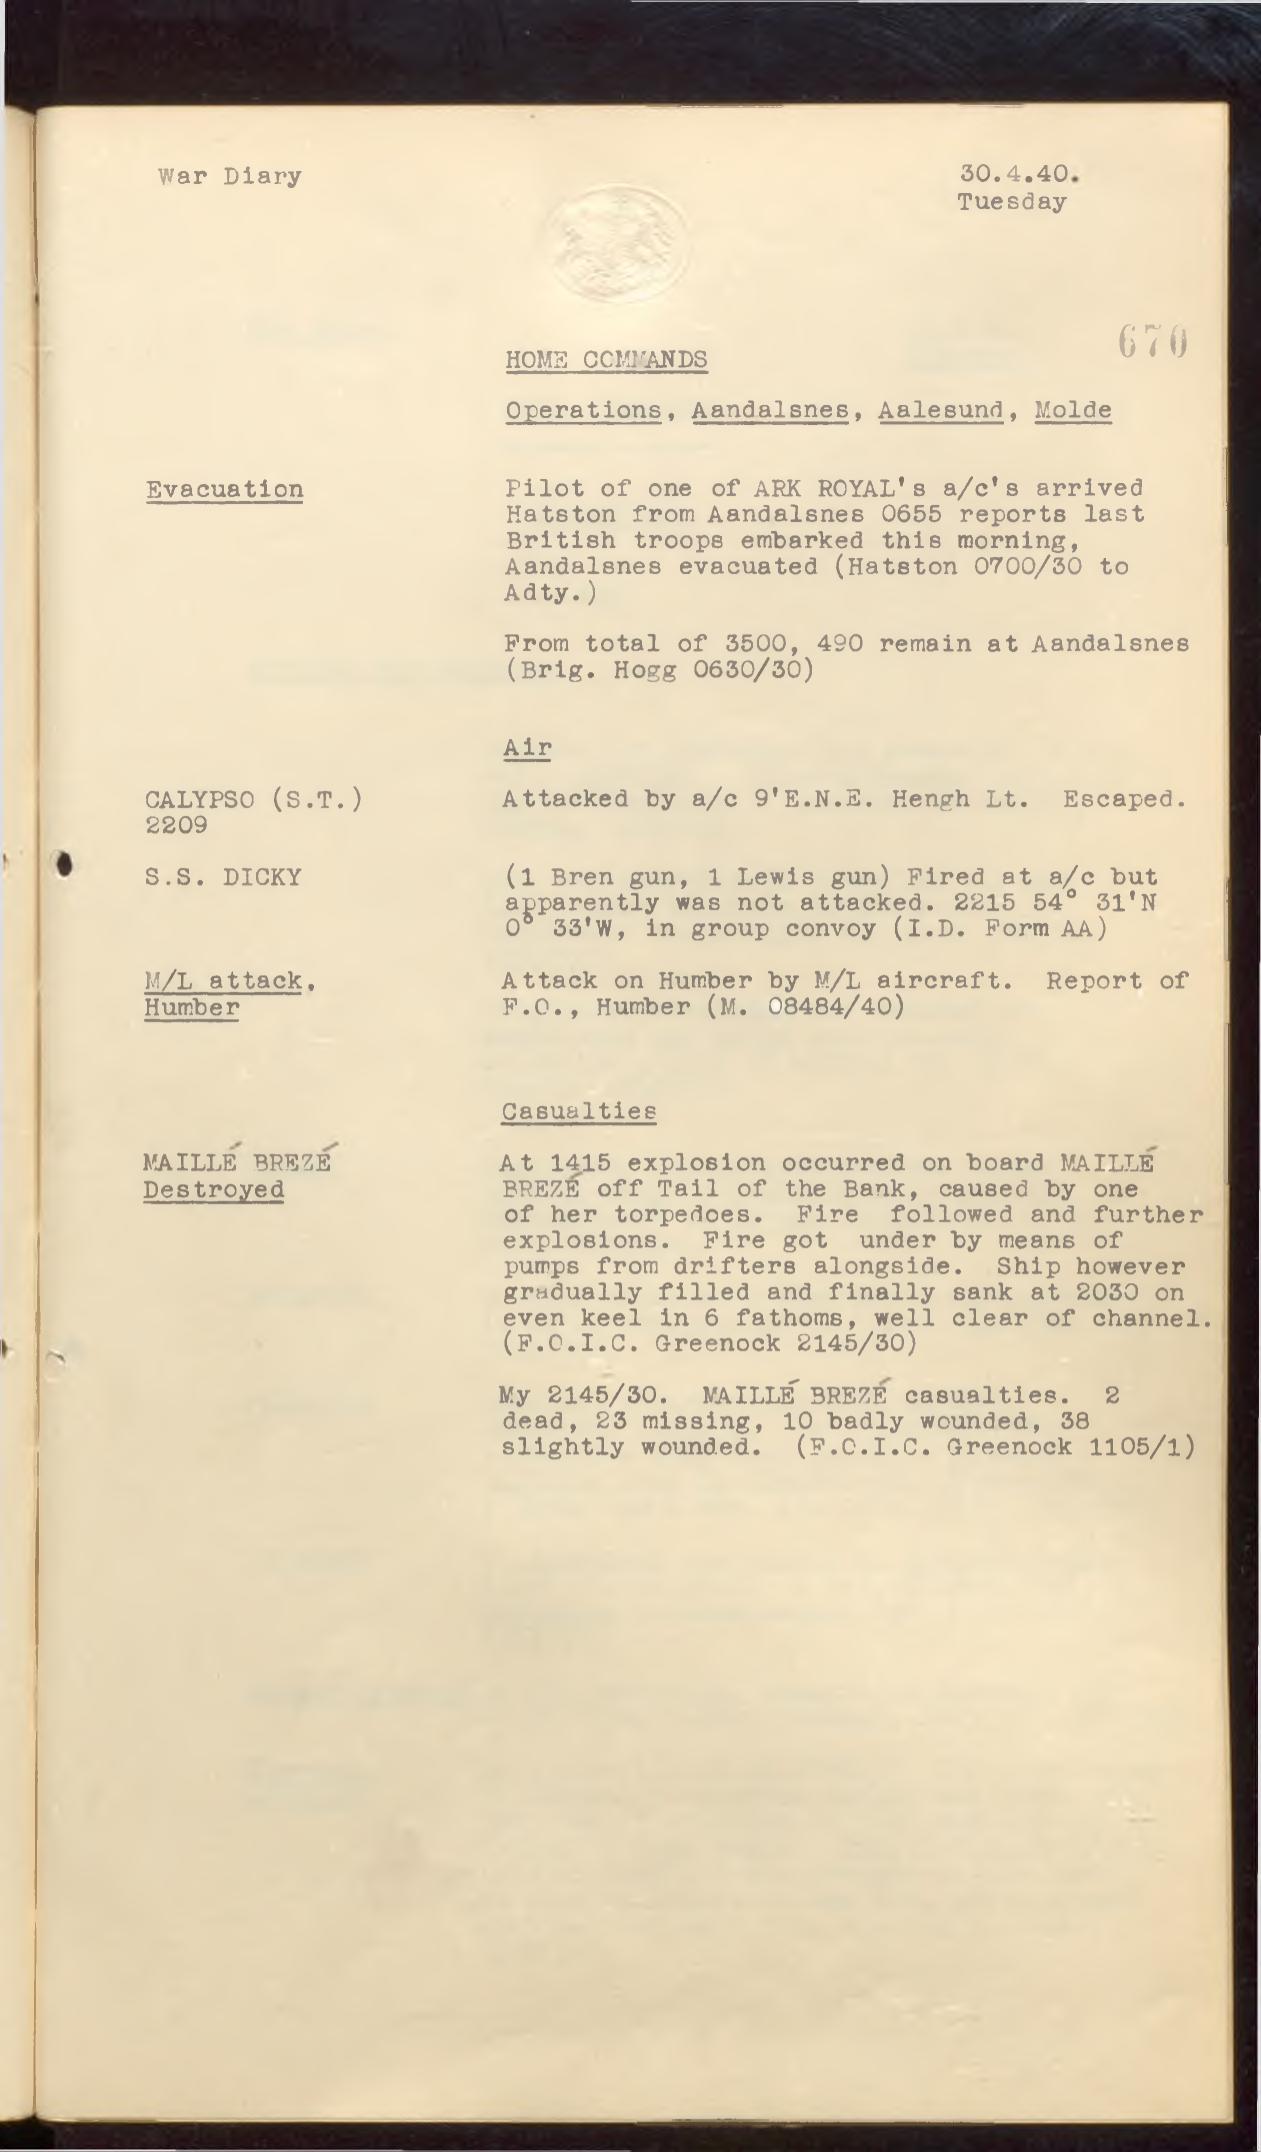 War Diary
30.4.40.
Tuesday
670
HOME COMMANDS
Operations, Aandalsnes, Aalesund, Molde
Evacuation
Pilot of one of ARK ROYAL's a/c's arrived
Hatston from Aandalsnes 0655 reports last
British troops embarked this morning,
Aandalsnes evacuated (Hatston 0700/30 to
Adty.)
From total of 3500, 490 remain at Aandalsnes
(Brig. Hogg 0630/30)
Air
CALYPSO (S.T.)
2209
Attacked by a/c 9'E.N.E. Hengh Lt. Escaped.
S.S. DICKY
(1 Bren gun, 1 Lewis gun) Fired at a/c but
apparently was not attacked. 2215 54° 31'N
0° 33'W, in group convoy (I.D. Form AA)
M/L attack,
Humber
Attack on Humber by M/L aircraft. Report of
F.O., Humber (M. 08484/40)
Casualties
MAILLÉ BREZÉ
Destroyed
At 1415 explosion occurred on board MAILLÉ
BREZÉ off Tail of the Bank, caused by one
of her torpedoes. Fire followed and further
explosions. Fire got under by means of
pumps from drifters alongside. Ship however
gradually filled and finally sank at 2030 on
even keel in 6 fathoms, well clear of channel.
(F.O.I.C. Greenock 2145/30)
My 2145/30. MAILLÉ BREZÉ casualties. 2
dead, 23 missing, 10 badly wounded, 38
slightly wounded. (F.O.I.C. Greenock 1105/1)